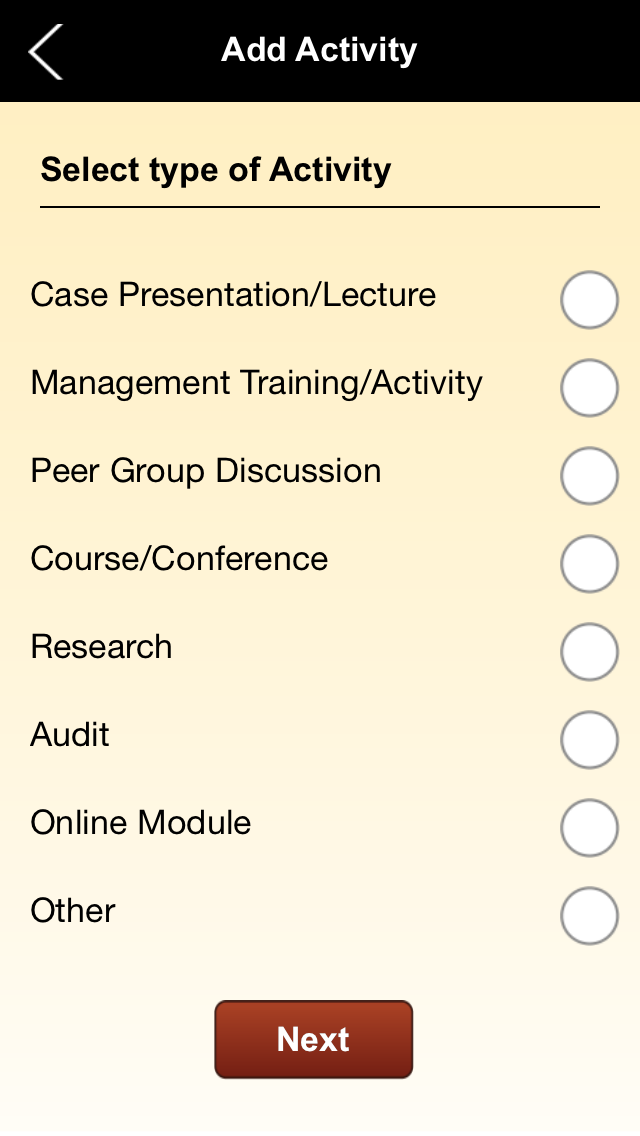 Add Activity
Select type of Activity
Case Presentation/Lecture
Management Training/Activity
Peer Group Discussion
Course/Conference
Research
Audit
Online Module
Other
Next